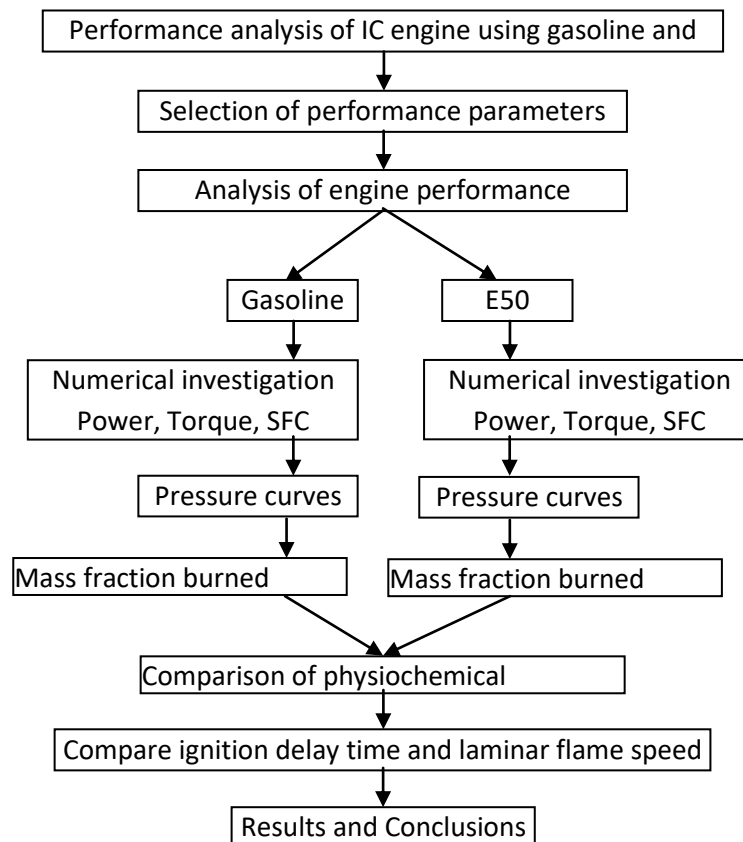 Performance analysis of IC engine using gasoline and
Selection of performance parameters
Analysis of engine performance
Gasoline
E50
Numerical investigation
Power, Torque, SFC
Numerical investigation
Power, Torque, SFC
Pressure curves
Pressure curves
Mass fraction burned
Mass fraction burned
Comparison of physiochemical
Compare ignition delay time and laminar flame speed
Results and Conclusions